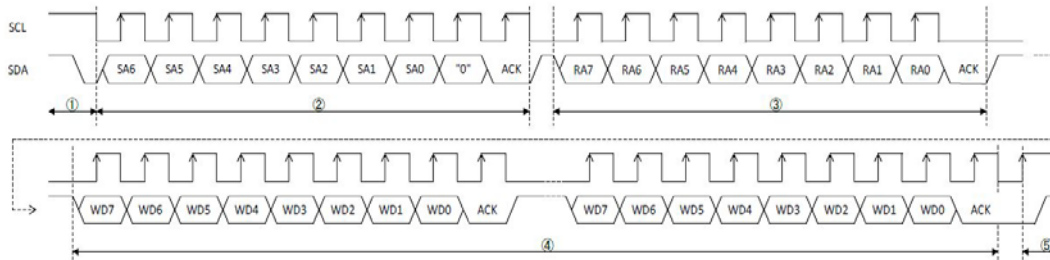 SCL
SDA SA6 SA5 SA4 SA3 SA2 SA1 SA0 "0" ACK RA7 RA6 RA5 RA4 RA3 RA2 RA1 RA0 ACK
① ② ③
WD7 WD6 WD5 WD4 WD3 WD2 WD1 WD0 ACK WD7 WD6 WD5 WD4 WD3 WD2 WD1 WD0 ACK
④ ⑤